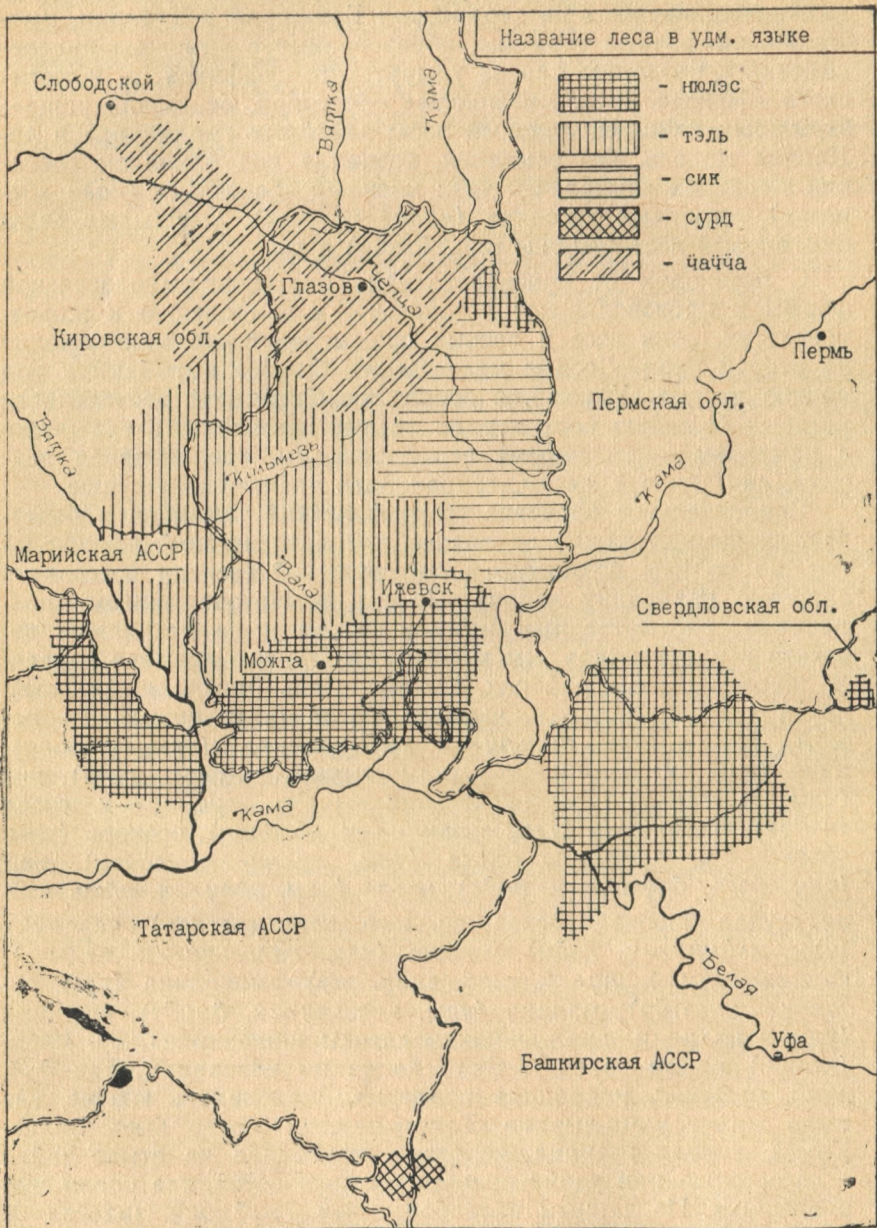 Название леса в удм. языке
- нюлэс
- тэль
- сик
- сурд
- ӵаӵӵа
Слободской
Вятка
Кама
Глазов
Чепца
Кировская обл.
Пермь
Пермская обл.
Вятка
Кильмезь
Кама
Марийская АССР
Вала
Ижевск
Свердловская обл.
Можга
Кама
Татарская АССР
Белая
Уфа
Башкирская АССР